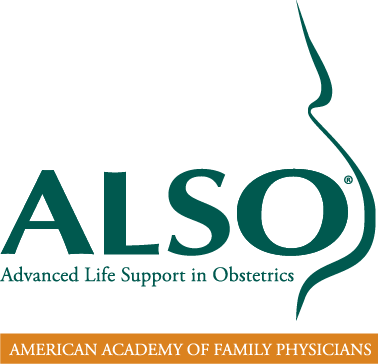 ALSO®
Advanced Life Support in Obstetrics
AMERICAN ACADEMY OF FAMILY PHYSICIANS